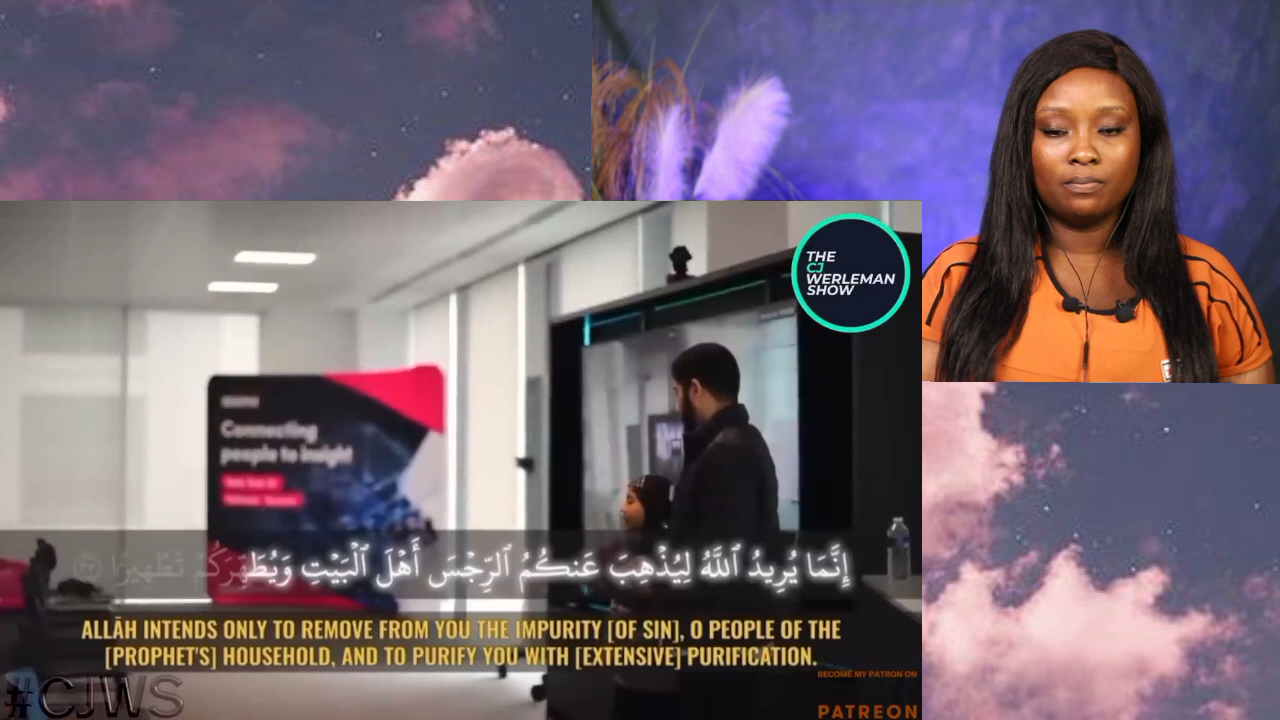 THE
CJ
WERLEMAN
SHOW
Connecting
people to insight
إِنَّمَا يُرِيدُ ٱللَّهُ لِيُذْهِبَ عَنكُمُ ٱلرِّجْسَ أَهْلَ ٱلْبَيْتِ وَيُطَهِّرَكُمْ تَطْهِيرًا
ALLĀH INTENDS ONLY TO REMOVE FROM YOU THE IMPURITY [OF SIN], O PEOPLE OF THE
[PROPHET'S] HOUSEHOLD, AND TO PURIFY YOU WITH [EXTENSIVE] PURIFICATION.
BECOME MY PATRON ON
PATREON
#CJWS